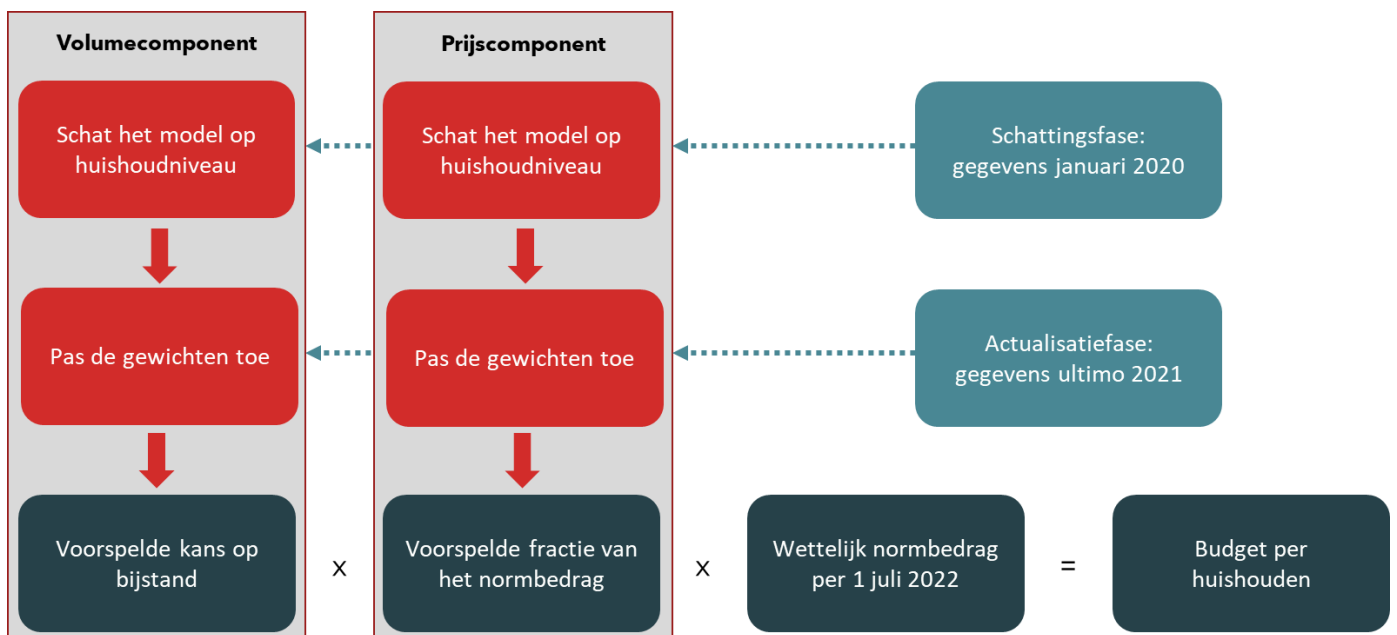 Volumecomponent
Prijscomponent
Schat het model op
huishoudniveau
Schat het model op
huishoudniveau
Schattingsfase:
gegevens januari 2020
Pas de gewichten toe
Pas de gewichten toe
Actualisatiefase:
gegevens ultimo 2021
Voorspelde kans op
bijstand
x
Voorspelde fractie van
het normbedrag
x
Wettelijk normbedrag
per 1 juli 2022
=
Budget per
huishouden